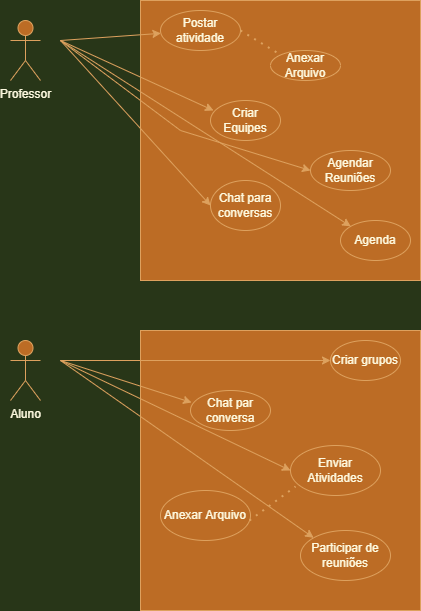 Postar
atividade
Anexar
Arquivo
Professor
Criar
Equipes
Agendar
Reuniões
Chat para
conversas
Agenda
Criar grupos
Aluno
Chat par
conversa
Enviar
Atividades
Anexar Arquivo
Participar de
reuniões